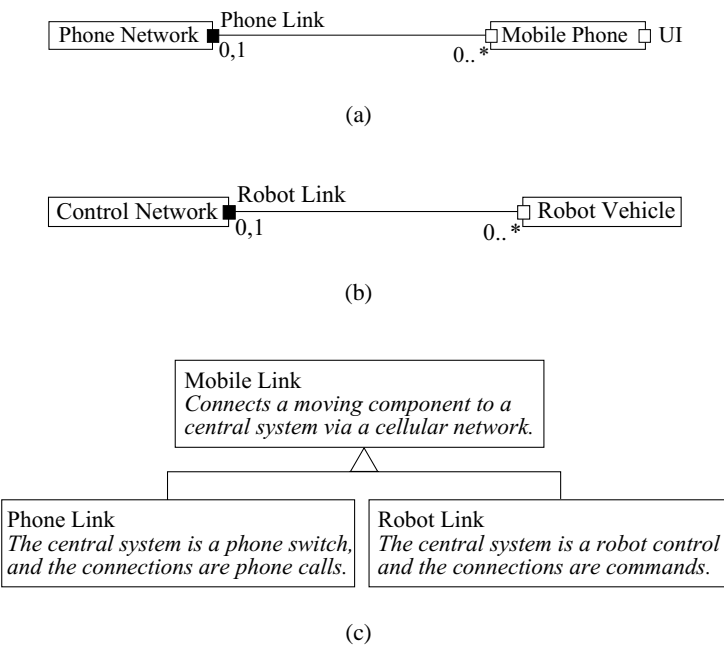 Phone Link
Phone Network
Mobile Phone
UI
0,1
0..*
(a)
Robot Link
Control Network
Robot Vehicle
0,1
0..*
(b)
Mobile Link
Connects a moving component to a
central system via a cellular network.
Phone Link
The central system is a phone switch,
and the connections are phone calls.
Robot Link
The central system is a robot control
and the connections are commands.
(c)